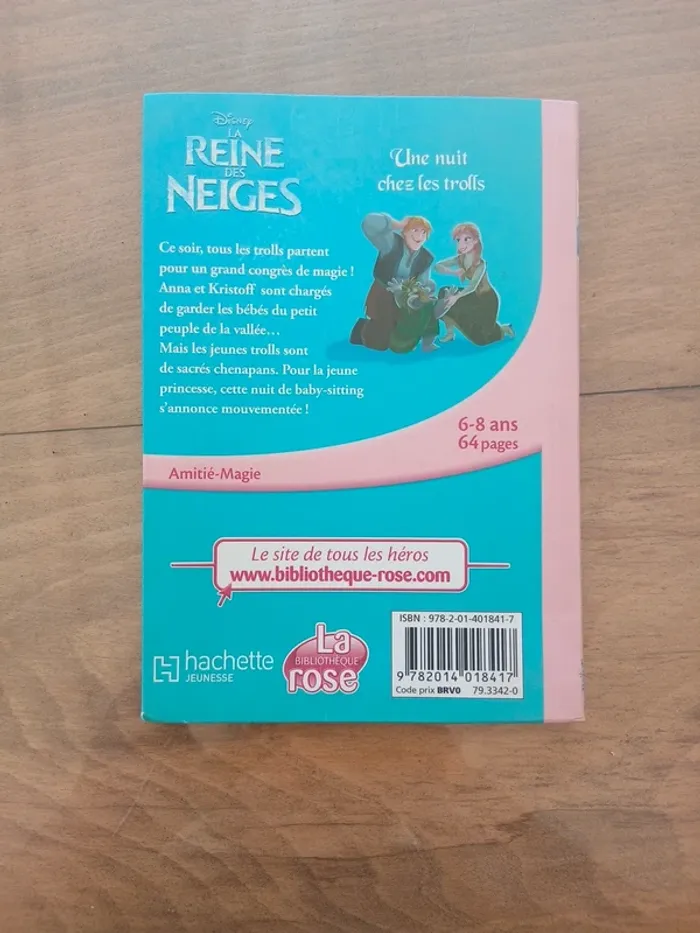 Disney
LA
REINE
DES
NEIGES
Une nuit
chez les trolls
Ce soir, tous les trolls partent
pour un grand congrès de magie !
Anna et Kristoff sont chargés
de garder les bébés du petit
peuple de la vallée...
Mais les jeunes trolls sont
de sacrés chenapans. Pour la jeune
princesse, cette nuit de baby-sitting
s'annonce mouvementée !
6-8 ans
64 pages
Amitié-Magie
Le site de tous les héros
www.bibliotheque-rose.com
hachette
JEUNESSE
La
BIBLIOTHÈQUE
rose
ISBN : 978-2-01-401841-7
9 782014 018417
Code prix BRV0 79.3342-0